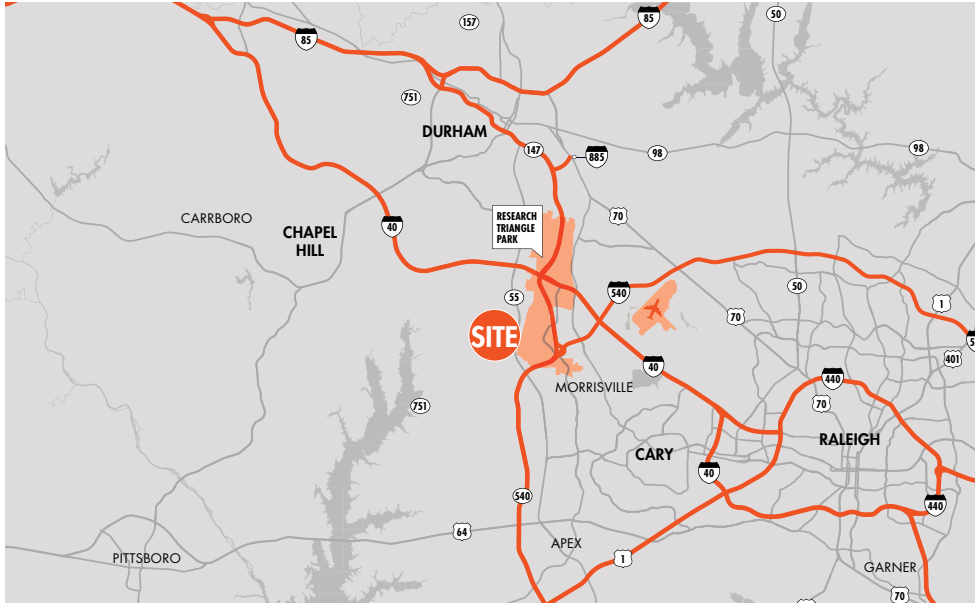 50
157
85
85
751
DURHAM
147
885
98
98
CARRBORO
CHAPEL
HILL
40
RESEARCH
TRIANGLE
PARK
70
55
540
50
1
SITE
70
401
40
MORRISVILLE
440
70
751
RALEIGH
CARY
40
540
440
64
APEX
PITTSBORO
1
GARNER
70